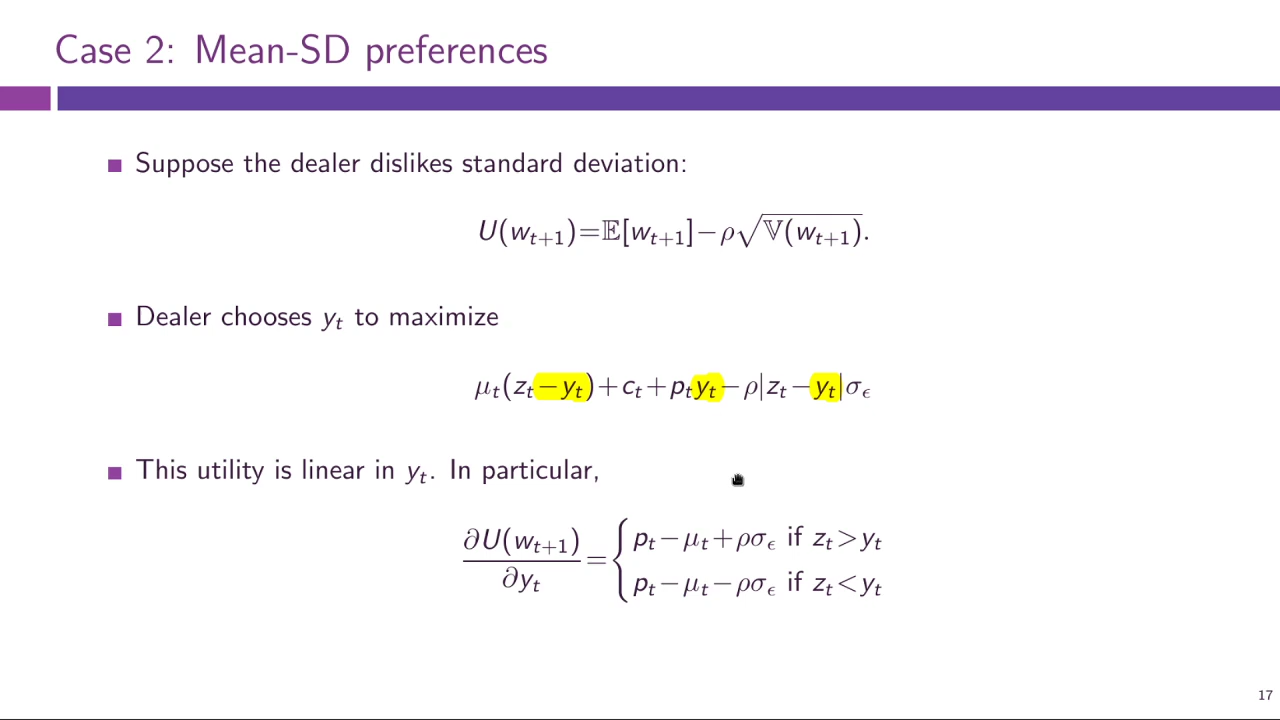 Case 2: Mean-SD preferences
Suppose the dealer dislikes standard deviation:
U(w_{t+1})=𝔼[w_{t+1}]−ρ√𝕍(w_{t+1}).
Dealer chooses y_t to maximize
μ_t(z_t−y_t)+c_t+p_ty_t−ρ|z_t−y_t|σ_ϵ
This utility is linear in y_t. In particular,
∂U(w_{t+1})/∂y_t={p_t−μ_t+ρσ_ϵ if z_t>y_t
p_t−μ_t−ρσ_ϵ if z_t<y_t
17